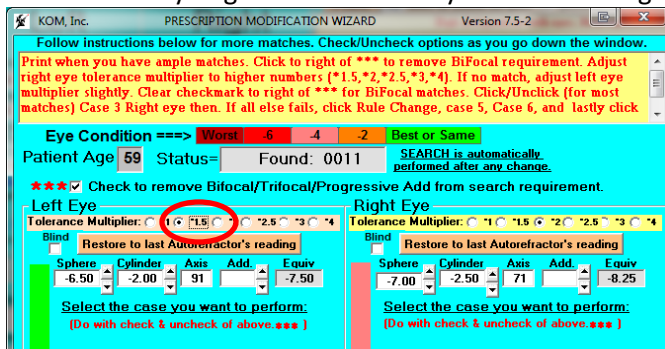 KOM, Inc. PRESCRIPTION MODIFICATION WIZARD Version 7.5-2
Follow instructions below for more matches. Check/Uncheck options as you go down the window.
Print when you have ample matches. Click to right of *** to remove BiFocal requirement. Adjust
right eye tolerance multiplier to higher numbers (*1.5,*2,*2.5,*3,*4). If no match, adjust left eye
multiplier slightly. Clear checkmark to right of *** for BiFocal matches. Click/Unclick (for most
matches) Case 3 Right eye then. If all else fails, click Rule Change, case 5, Case 6, and lastly click
Eye Condition ===> Worst -6 -4 -2 Best or Same
Patient Age 59 Status= Found: 0011 SEARCH is automatically
performed after any change.
*** Check to remove Bifocal/Trifocal/Progressive Add from search requirement.
Left Eye Right Eye
Tolerance Multiplier: *1 *1.5 *2 *2.5 *3 *4 Tolerance Multiplier: *1 *1.5 *2 *2.5 *3 *4
Blind Restore to last Autorefractor's reading Blind Restore to last Autorefractor's reading
Sphere Cylinder Axis Add. Equiv Sphere Cylinder Axis Add. Equiv
-6.50 -2.00 91 -7.50 -7.00 -2.50 71 -8.25
Select the case you want to perform: Select the case you want to perform:
(Do with check & uncheck of above.*** ) (Do with check & uncheck of above.*** )